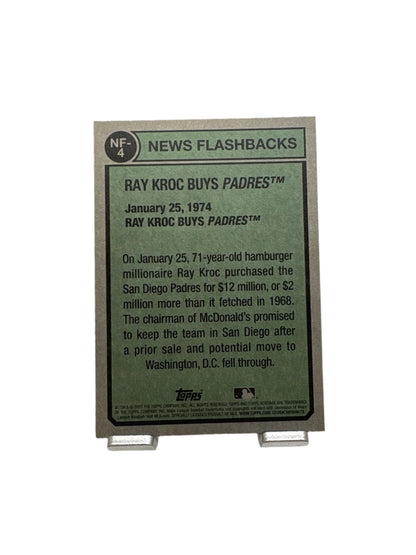 NF-
4
NEWS FLASHBACKS
RAY KROC BUYS PADRES™
January 25, 1974
RAY KROC BUYS PADRES™
On January 25, 71-year-old hamburger
millionaire Ray Kroc purchased the
San Diego Padres for $12 million, or $2
million more than it fetched in 1968.
The chairman of McDonald's promised
to keep the team in San Diego after
a prior sale and potential move to
Washington, D.C. fell through.
TOPPS